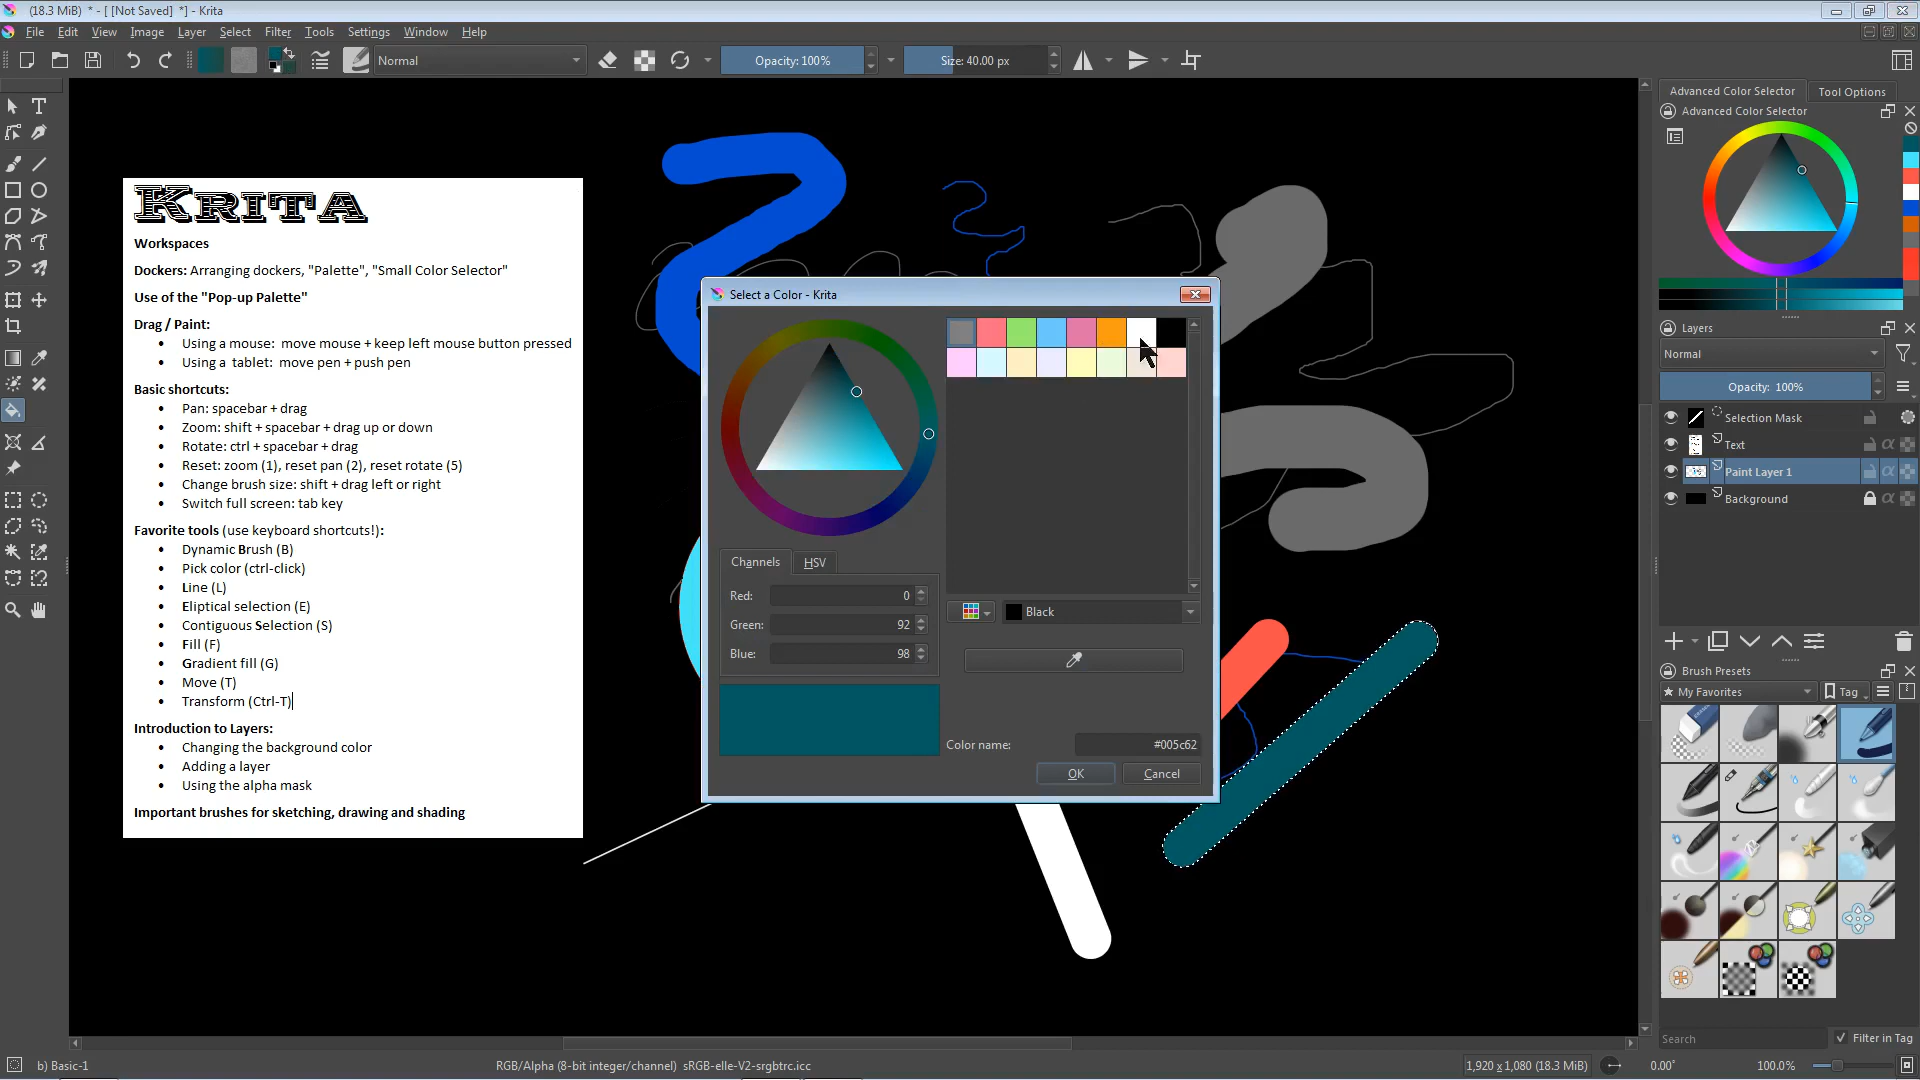 (18.3 MiB) * - [ [Not Saved] *] - Krita
File Edit View Image Layer Select Filter Tools Settings Window Help
Normal
Opacity: 100%
Size: 40.00 px
Advanced Color Selector
Tool Options
Advanced Color Selector
KRITA
Workspaces
Dockers: Arranging dockers, "Palette", "Small Color Selector"
Use of the "Pop-up Palette"
Drag / Paint:
• Using a mouse: move mouse + keep left mouse button pressed
• Using a tablet: move pen + push pen
Basic shortcuts:
• Pan: spacebar + drag
• Zoom: shift + spacebar + drag up or down
• Rotate: ctrl + spacebar + drag
• Reset: zoom (1), reset pan (2), reset rotate (5)
• Change brush size: shift + drag left or right
• Switch full screen: tab key
Favorite tools (use keyboard shortcuts!):
• Dynamic Brush (B)
• Pick color (ctrl-click)
• Line (L)
• Eliptical selection (E)
• Contiguous Selection (S)
• Fill (F)
• Gradient fill (G)
• Move (T)
• Transform (Ctrl-T)
Introduction to Layers:
• Changing the background color
• Adding a layer
• Using the alpha mask
Important brushes for sketching, drawing and shading
Select a Color - Krita
Channels
HSV
Red: 0
Green: 92
Blue: 98
Black
Color name: #005c62
OK
Cancel
Layers
Normal
Opacity: 100%
Selection Mask
Text
Paint Layer 1
Background
Brush Presets
My Favorites
Tag
Search
Filter in Tag
b) Basic-1
RGB/Alpha (8-bit integer/channel) sRGB-elle-V2-srgbtrc.icc
1,920 x 1,080 (18.3 MiB)
0.00°
100.0%